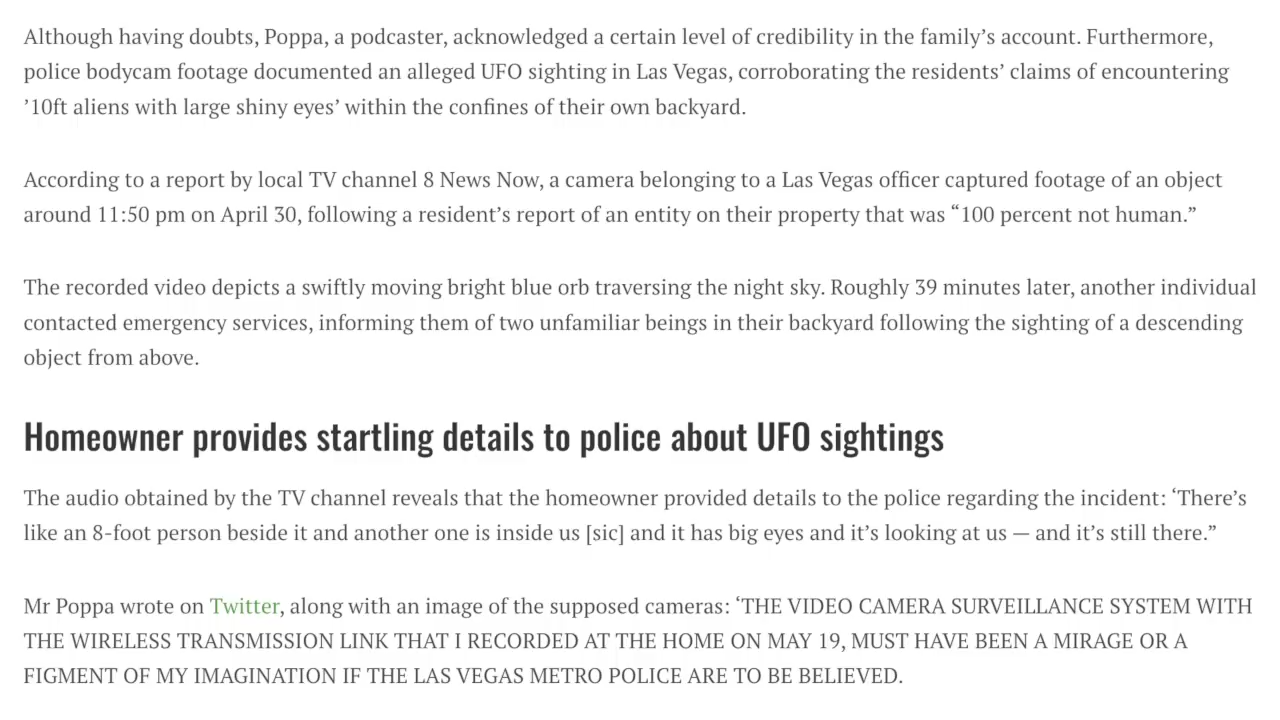 Although having doubts, Poppa, a podcaster, acknowledged a certain level of credibility in the family’s account. Furthermore,
police bodycam footage documented an alleged UFO sighting in Las Vegas, corroborating the residents’ claims of encountering
’10ft aliens with large shiny eyes’ within the confines of their own backyard.
According to a report by local TV channel 8 News Now, a camera belonging to a Las Vegas officer captured footage of an object
around 11:50 pm on April 30, following a resident’s report of an entity on their property that was “100 percent not human.”
The recorded video depicts a swiftly moving bright blue orb traversing the night sky. Roughly 39 minutes later, another individual
contacted emergency services, informing them of two unfamiliar beings in their backyard following the sighting of a descending
object from above.
Homeowner provides startling details to police about UFO sightings
The audio obtained by the TV channel reveals that the homeowner provided details to the police regarding the incident: ‘There’s
like an 8-foot person beside it and another one is inside us [sic] and it has big eyes and it’s looking at us — and it’s still there.”
Mr Poppa wrote on Twitter, along with an image of the supposed cameras: ‘THE VIDEO CAMERA SURVEILLANCE SYSTEM WITH
THE WIRELESS TRANSMISSION LINK THAT I RECORDED AT THE HOME ON MAY 19, MUST HAVE BEEN A MIRAGE OR A
FIGMENT OF MY IMAGINATION IF THE LAS VEGAS METRO POLICE ARE TO BE BELIEVED.